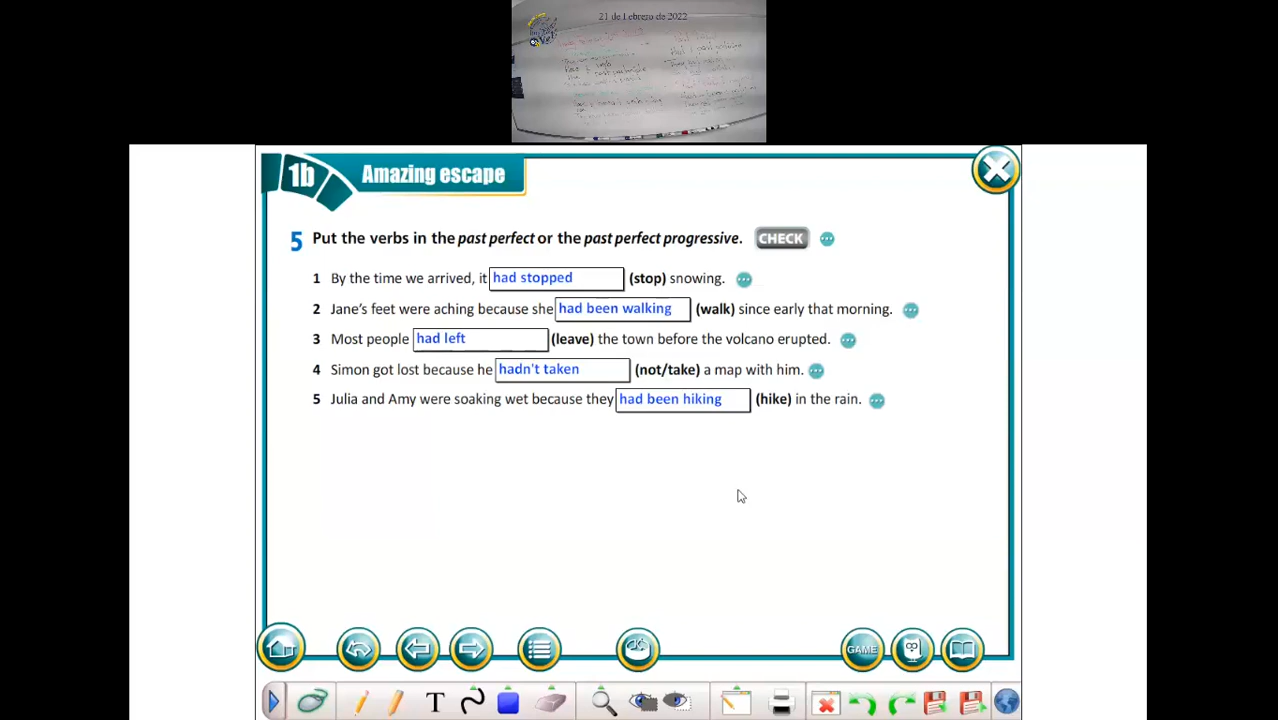 21 de Febrero de 2022
1b Amazing escape
5 Put the verbs in the past perfect or the past perfect progressive. CHECK
1 By the time we arrived, it had stopped (stop) snowing.
2 Jane's feet were aching because she had been walking (walk) since early that morning.
3 Most people had left (leave) the town before the volcano erupted.
4 Simon got lost because he hadn't taken (not/take) a map with him.
5 Julia and Amy were soaking wet because they had been hiking (hike) in the rain.
GAME
T